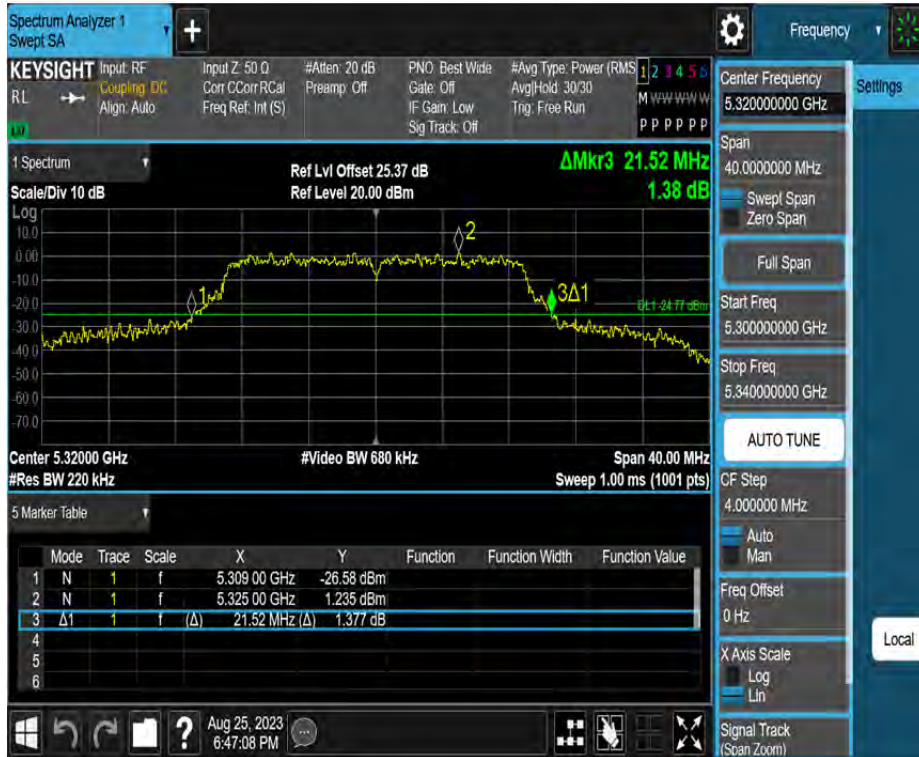 Spectrum Analyzer 1
Swept SA
Frequency
KEYSIGHT
RL
Input: RF
Coupling: DC
Align: Auto
Input Z: 50 Ω
Corr CCorr RCal
Freq Ref: Int (S)
#Atten: 20 dB
Preamp: Off
PNO: Best Wide
Gate: Off
IF Gain: Low
Sig Track: Off
#Avg Type: Power (RMS
Avg|Hold: 30/30
Trig: Free Run
1 2 3 4 5 6
M W W W W W
P P P P P P
Center Frequency
5.320000000 GHz
Settings
Span
40.0000000 MHz
Swept Span
Zero Span
Full Span
Start Freq
5.300000000 GHz
Stop Freq
5.340000000 GHz
AUTO TUNE
CF Step
4.000000 MHz
Auto
Man
Freq Offset
0 Hz
X Axis Scale
Log
Lin
Signal Track
(Span Zoom)
Local
1 Spectrum
Scale/Div 10 dB
Ref Lvl Offset 25.37 dB
Ref Level 20.00 dBm
ΔMkr3 21.52 MHz
1.38 dB
Log
10.0
0.00
-10.0
-20.0
-30.0
-40.0
-50.0
-60.0
-70.0
1
2
3Δ1
DL1 -24.77 dBm
Center 5.32000 GHz
#Video BW 680 kHz
Span 40.00 MHz
#Res BW 220 kHz
Sweep 1.00 ms (1001 pts)
5 Marker Table
Mode Trace Scale X Y Function Function Width Function Value
1 N 1 f 5.309 00 GHz -26.58 dBm
2 N 1 f 5.325 00 GHz 1.235 dBm
3 Δ1 1 f (Δ) 21.52 MHz (Δ) 1.377 dB
4
5
6
?
Aug 25, 2023
6:47:08 PM